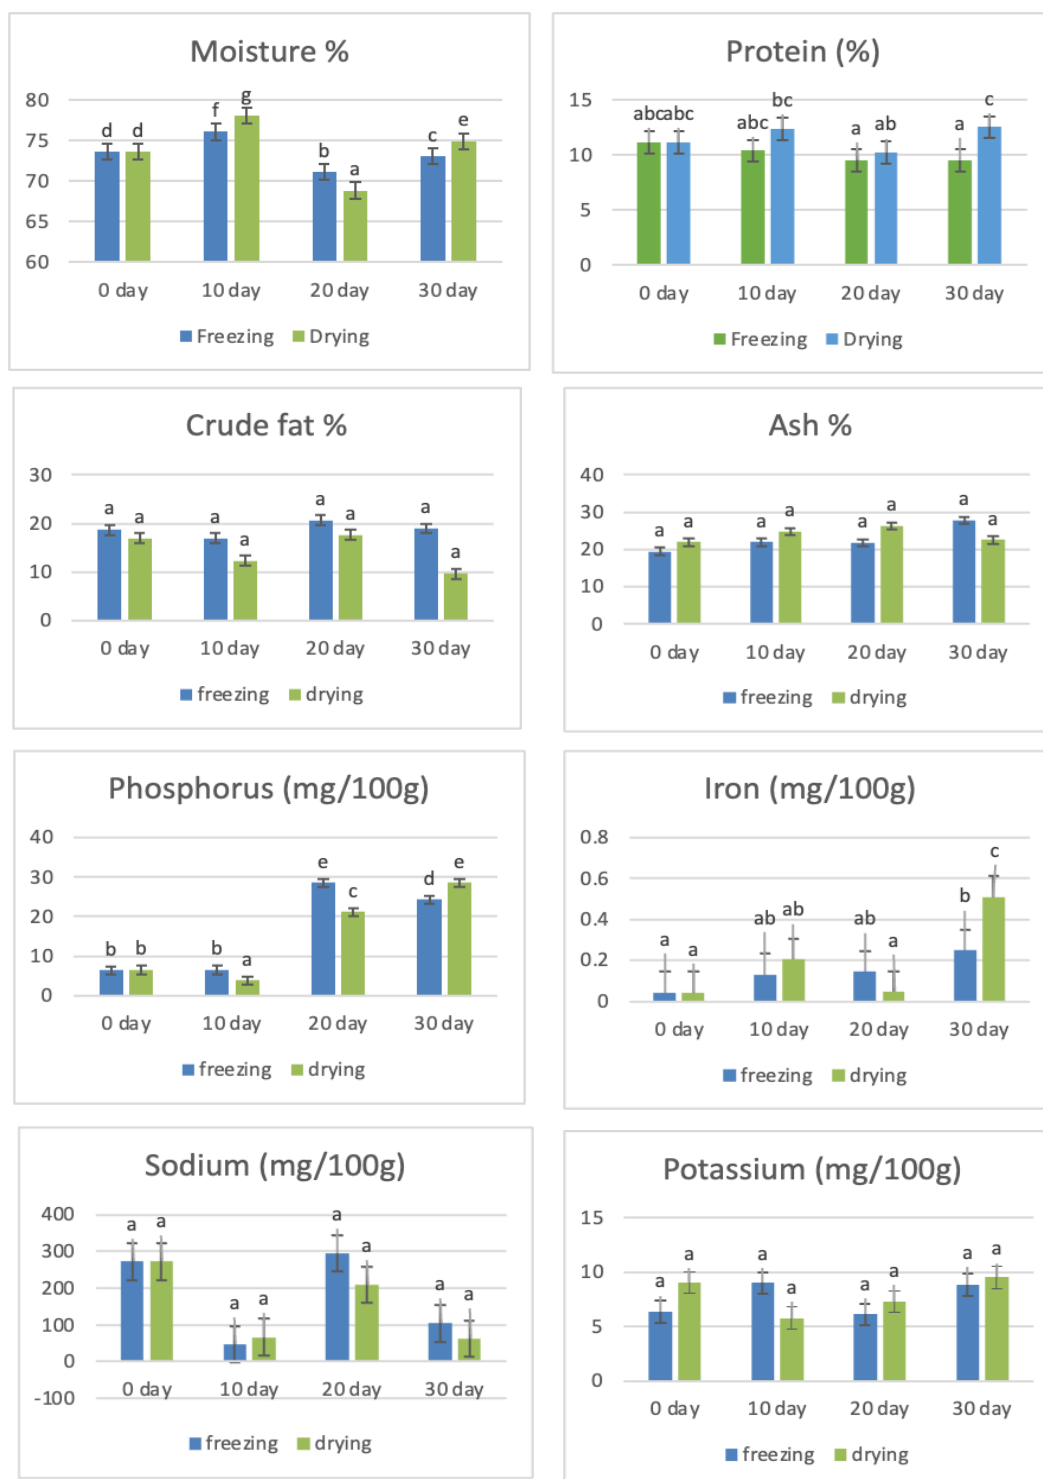 Moisture %
80
75
70
65
60
d d f g b a c e
0 day 10 day 20 day 30 day
Freezing Drying
Protein (%)
15
10
5
0
abcabc abc bc a ab a c
0 day 10 day 20 day 30 day
Freezing Drying
Crude fat %
30
20
10
0
a a a a a a a a
0 day 10 day 20 day 30 day
freezing drying
Ash %
40
30
20
10
0
a a a a a a a a
0 day 10 day 20 day 30 day
freezing drying
Phosphorus (mg/100g)
40
30
20
10
0
b b b a e c d e
0 day 10 day 20 day 30 day
freezing drying
Iron (mg/100g)
0.8
0.6
0.4
0.2
0
a a ab ab ab a b c
0 day 10 day 20 day 30 day
freezing drying
Sodium (mg/100g)
400
300
200
100
0
-100
a a a a a a a a
0 day 10 day 20 day 30 day
freezing drying
Potassium (mg/100g)
15
10
5
0
a a a a a a a a
0 day 10 day 20 day 30 day
freezing drying